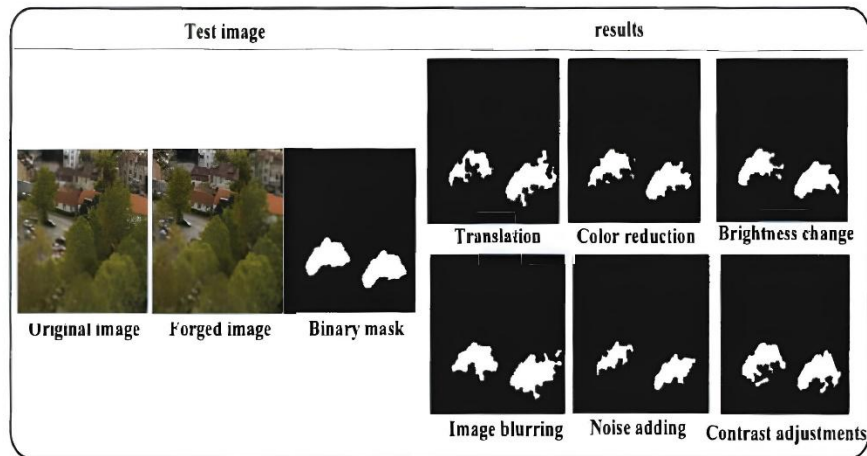 Test image results
Translation Color reduction Brightness change
Original image Forged image Binary mask
Image blurring Noise adding Contrast adjustments